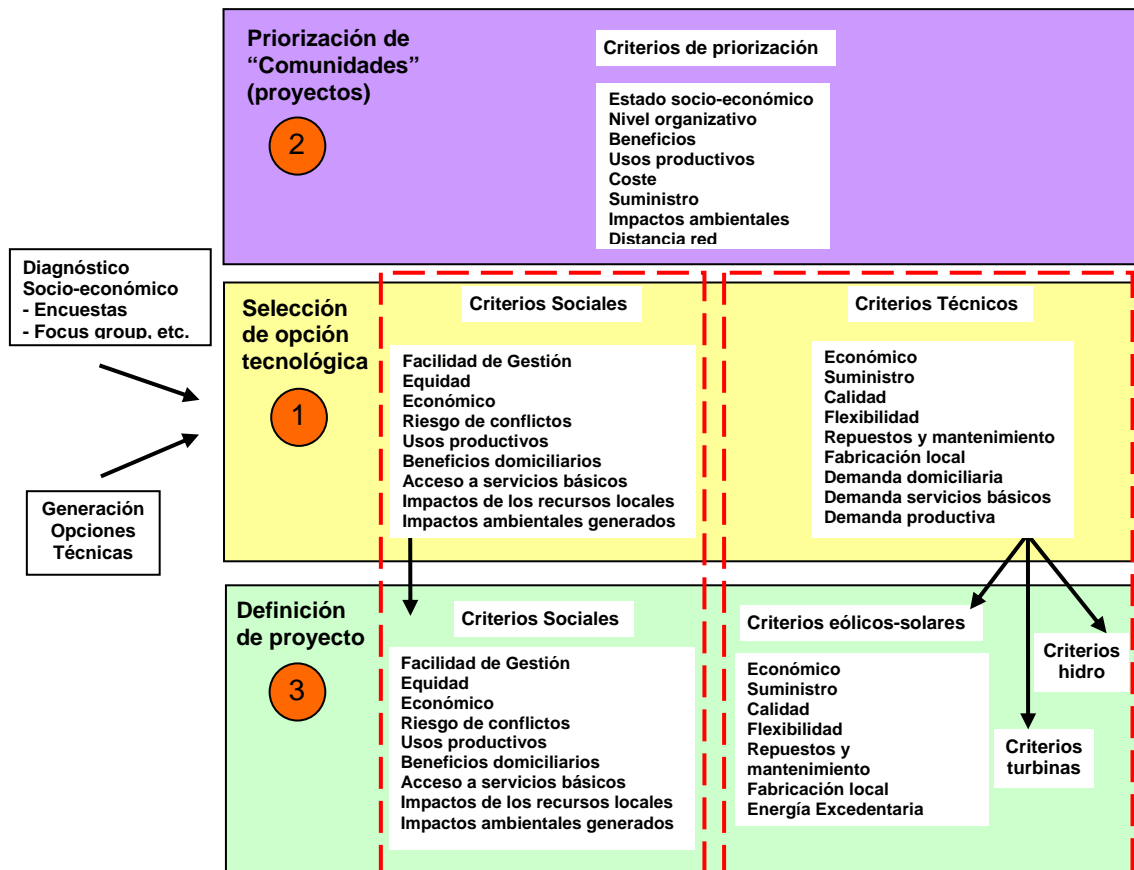 Priorización de
“Comunidades”
(proyectos)
2
Criterios de priorización
Estado socio-económico
Nivel organizativo
Beneficios
Usos productivos
Coste
Suministro
Impactos ambientales
Distancia red
Diagnóstico
Socio-económico
- Encuestas
- Focus group, etc.
Generación
Opciones
Técnicas
Selección
de opción
tecnológica
1
Criterios Sociales
Facilidad de Gestión
Equidad
Económico
Riesgo de conflictos
Usos productivos
Beneficios domiciliarios
Acceso a servicios básicos
Impactos de los recursos locales
Impactos ambientales generados
Criterios Técnicos
Económico
Suministro
Calidad
Flexibilidad
Repuestos y mantenimiento
Fabricación local
Demanda domiciliaria
Demanda servicios básicos
Demanda productiva
Definición
de proyecto
3
Criterios Sociales
Facilidad de Gestión
Equidad
Económico
Riesgo de conflictos
Usos productivos
Beneficios domiciliarios
Acceso a servicios básicos
Impactos de los recursos locales
Impactos ambientales generados
Criterios eólicos-solares
Económico
Suministro
Calidad
Flexibilidad
Repuestos y
mantenimiento
Fabricación local
Energía Excedentaria
Criterios
turbinas
Criterios
hidro